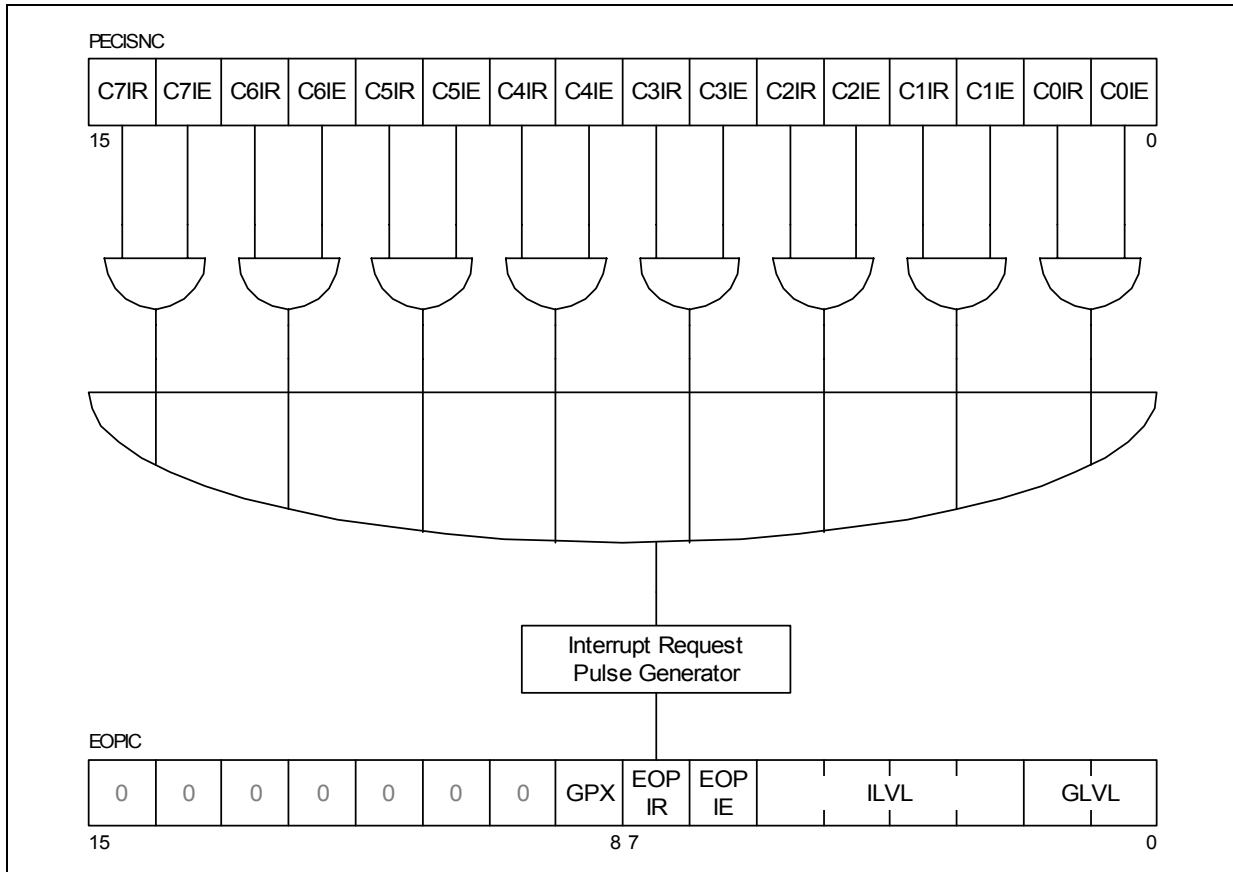 PECISNC
C7IR C7IE C6IR C6IE C5IR C5IE C4IR C4IE C3IR C3IE C2IR C2IE C1IR C1IE C0IR C0IE
15 0
Interrupt Request
Pulse Generator
EOPIC
0 0 0 0 0 0 0 GPX EOP IR EOP IE ILVL GLVL
15 8 7 0